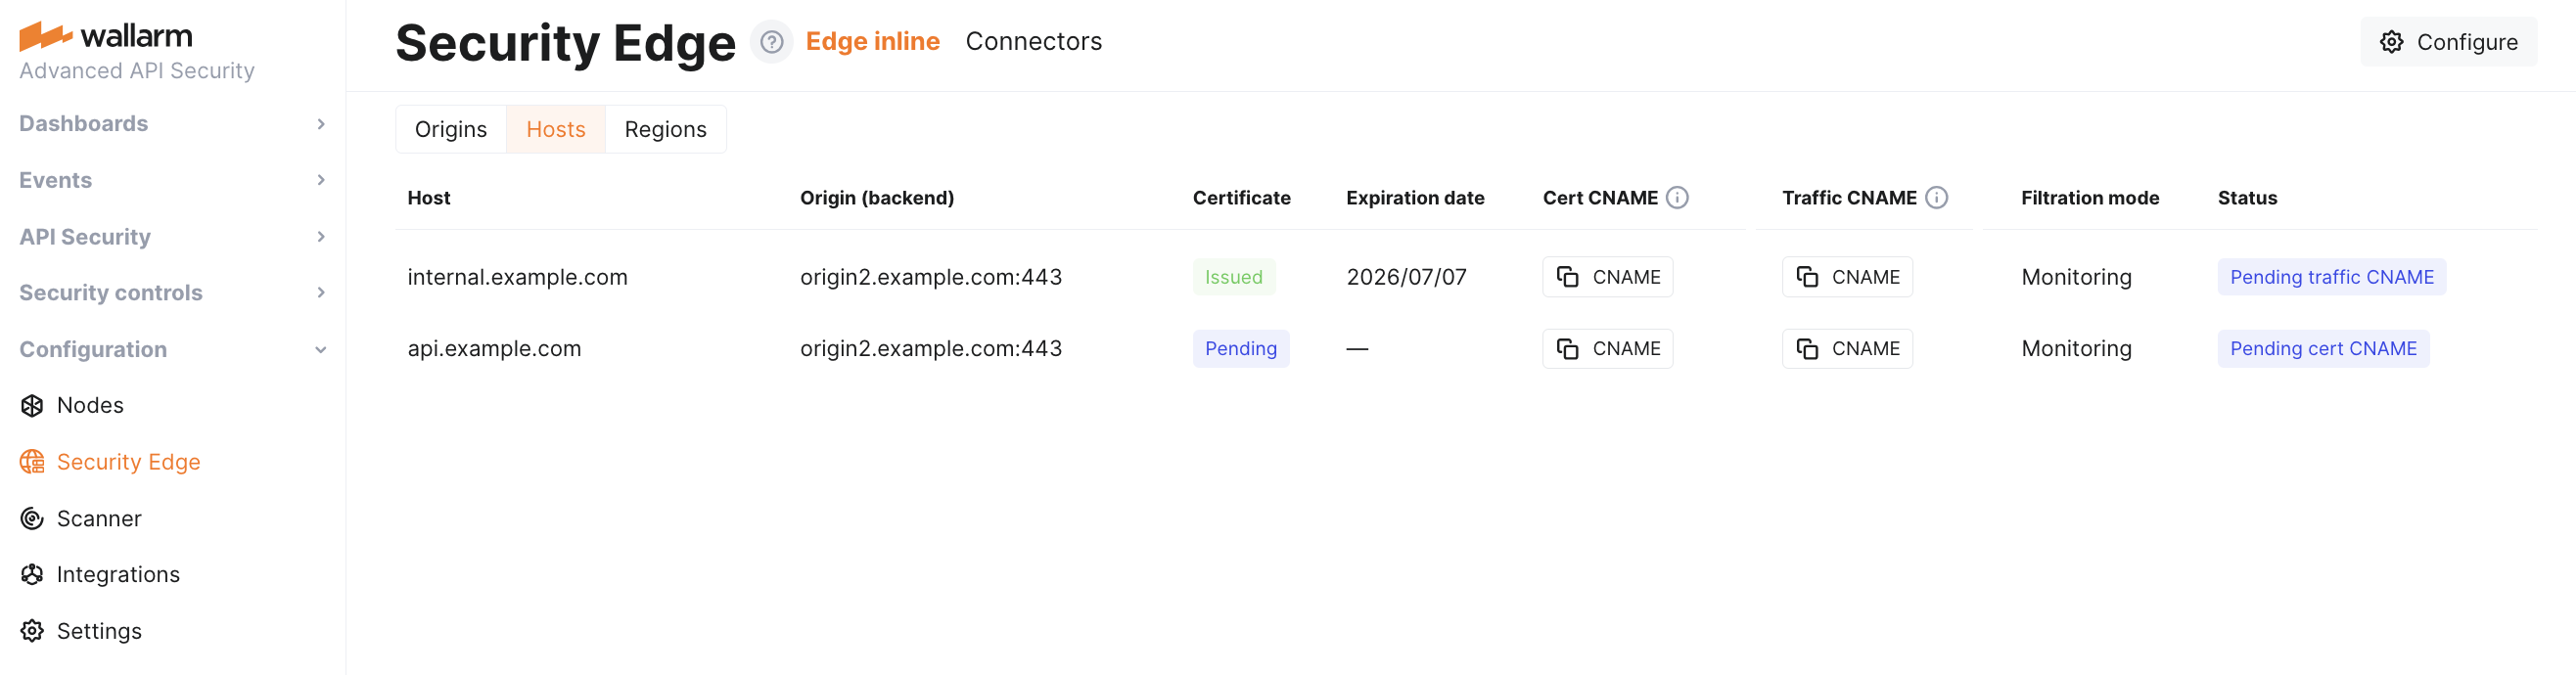 wallarm
Advanced API Security
Dashboards
Events
API Security
Security controls
Configuration
Nodes
Security Edge
Scanner
Integrations
Settings
Security Edge ? Edge inline Connectors Configure
Origins Hosts Regions
Host Origin (backend) Certificate Expiration date Cert CNAME Traffic CNAME Filtration mode Status
internal.example.com origin2.example.com:443 Issued 2026/07/07 CNAME CNAME Monitoring Pending traffic CNAME
api.example.com origin2.example.com:443 Pending — CNAME CNAME Monitoring Pending cert CNAME